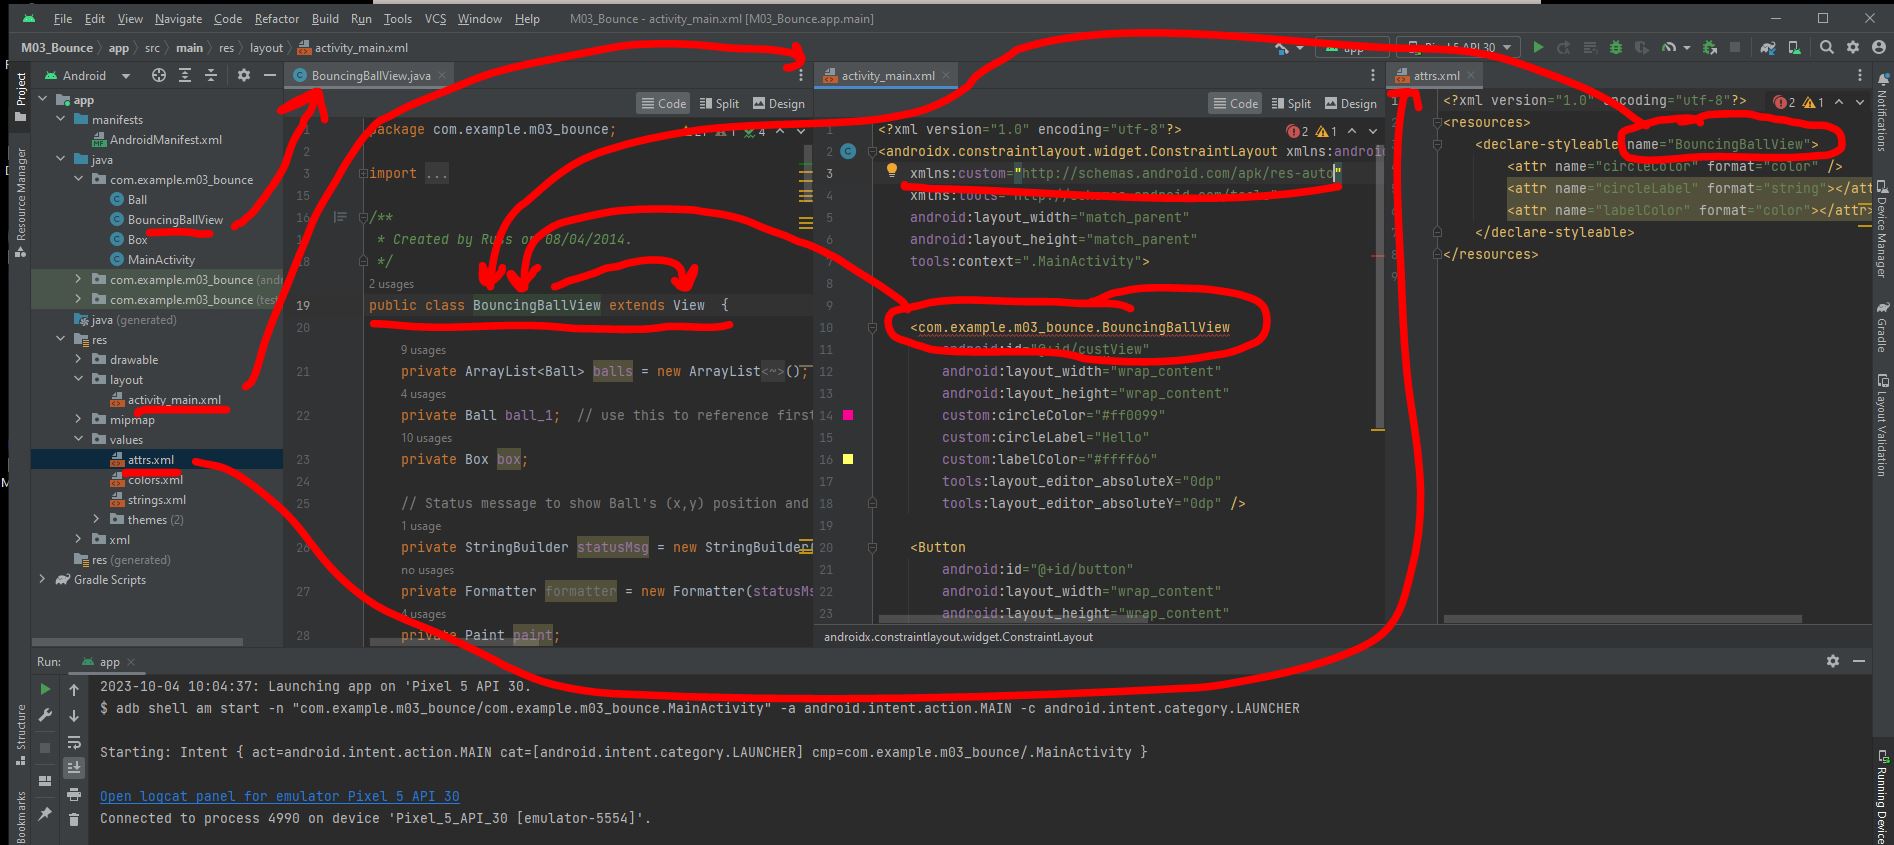 File Edit View Navigate Code Refactor Build Run Tools VCS Window Help M03_Bounce - activity_main.xml [M03_Bounce.app.main]
M03_Bounce app src main res layout activity_main.xml
app Pixel 5 API 30
Project
Resource Manager
Android
app
manifests
AndroidManifest.xml
java
com.example.m03_bounce
Ball
BouncingBallView
Box
MainActivity
com.example.m03_bounce (and
com.example.m03_bounce (test
java (generated)
res
drawable
layout
activity_main.xml
mipmap
values
attrs.xml
colors.xml
strings.xml
themes (2)
xml
res (generated)
Gradle Scripts
BouncingBallView.java
Code Split Design
1 package com.example.m03_bounce;
2
3 import ...
15
16 /**
* Created by Russ on 08/04/2014.
18 */
2 usages
19 public class BouncingBallView extends View {
20
9 usages
21 private ArrayList<Ball> balls = new ArrayList<~>();
4 usages
22 private Ball ball_1; // use this to reference first
10 usages
23 private Box box;
24
25 // Status message to show Ball's (x,y) position and
1 usage
26 private StringBuilder statusMsg = new StringBuilder(
no usages
27 private Formatter formatter = new Formatter(statusMs
4 usages
28 private Paint paint;
activity_main.xml
Code Split Design
2 1
1 <?xml version="1.0" encoding="utf-8"?>
2 <androidx.constraintlayout.widget.ConstraintLayout xmlns:android
3 xmlns:custom="http://schemas.android.com/apk/res-auto"
4 xmlns:tools="http://schemas.android.com/tools"
5 android:layout_width="match_parent"
6 android:layout_height="match_parent"
7 tools:context=".MainActivity">
8
9
10 <com.example.m03_bounce.BouncingBallView
11 android:id="@+id/custView"
12 android:layout_width="wrap_content"
13 android:layout_height="wrap_content"
14 custom:circleColor="#ff0099"
15 custom:circleLabel="Hello"
16 custom:labelColor="#ffff66"
17 tools:layout_editor_absoluteX="0dp"
18 tools:layout_editor_absoluteY="0dp" />
19
20 <Button
21 android:id="@+id/button"
22 android:layout_width="wrap_content"
23 android:layout_height="wrap_content"
androidx.constraintlayout.widget.ConstraintLayout
attrs.xml
2 1
<?xml version="1.0" encoding="utf-8"?>
<resources>
<declare-styleable name="BouncingBallView">
<attr name="circleColor" format="color" />
<attr name="circleLabel" format="string"></att
<attr name="labelColor" format="color"></attr>
</declare-styleable>
</resources>
Notifications
Device Manager
Gradle
Layout Validation
Running Device
Run: app
2023-10-04 10:04:37: Launching app on 'Pixel 5 API 30.
$ adb shell am start -n "com.example.m03_bounce/com.example.m03_bounce.MainActivity" -a android.intent.action.MAIN -c android.intent.category.LAUNCHER
Starting: Intent { act=android.intent.action.MAIN cat=[android.intent.category.LAUNCHER] cmp=com.example.m03_bounce/.MainActivity }
Open logcat panel for emulator Pixel 5 API 30
Connected to process 4990 on device 'Pixel_5_API_30 [emulator-5554]'.
Structure
Bookmarks